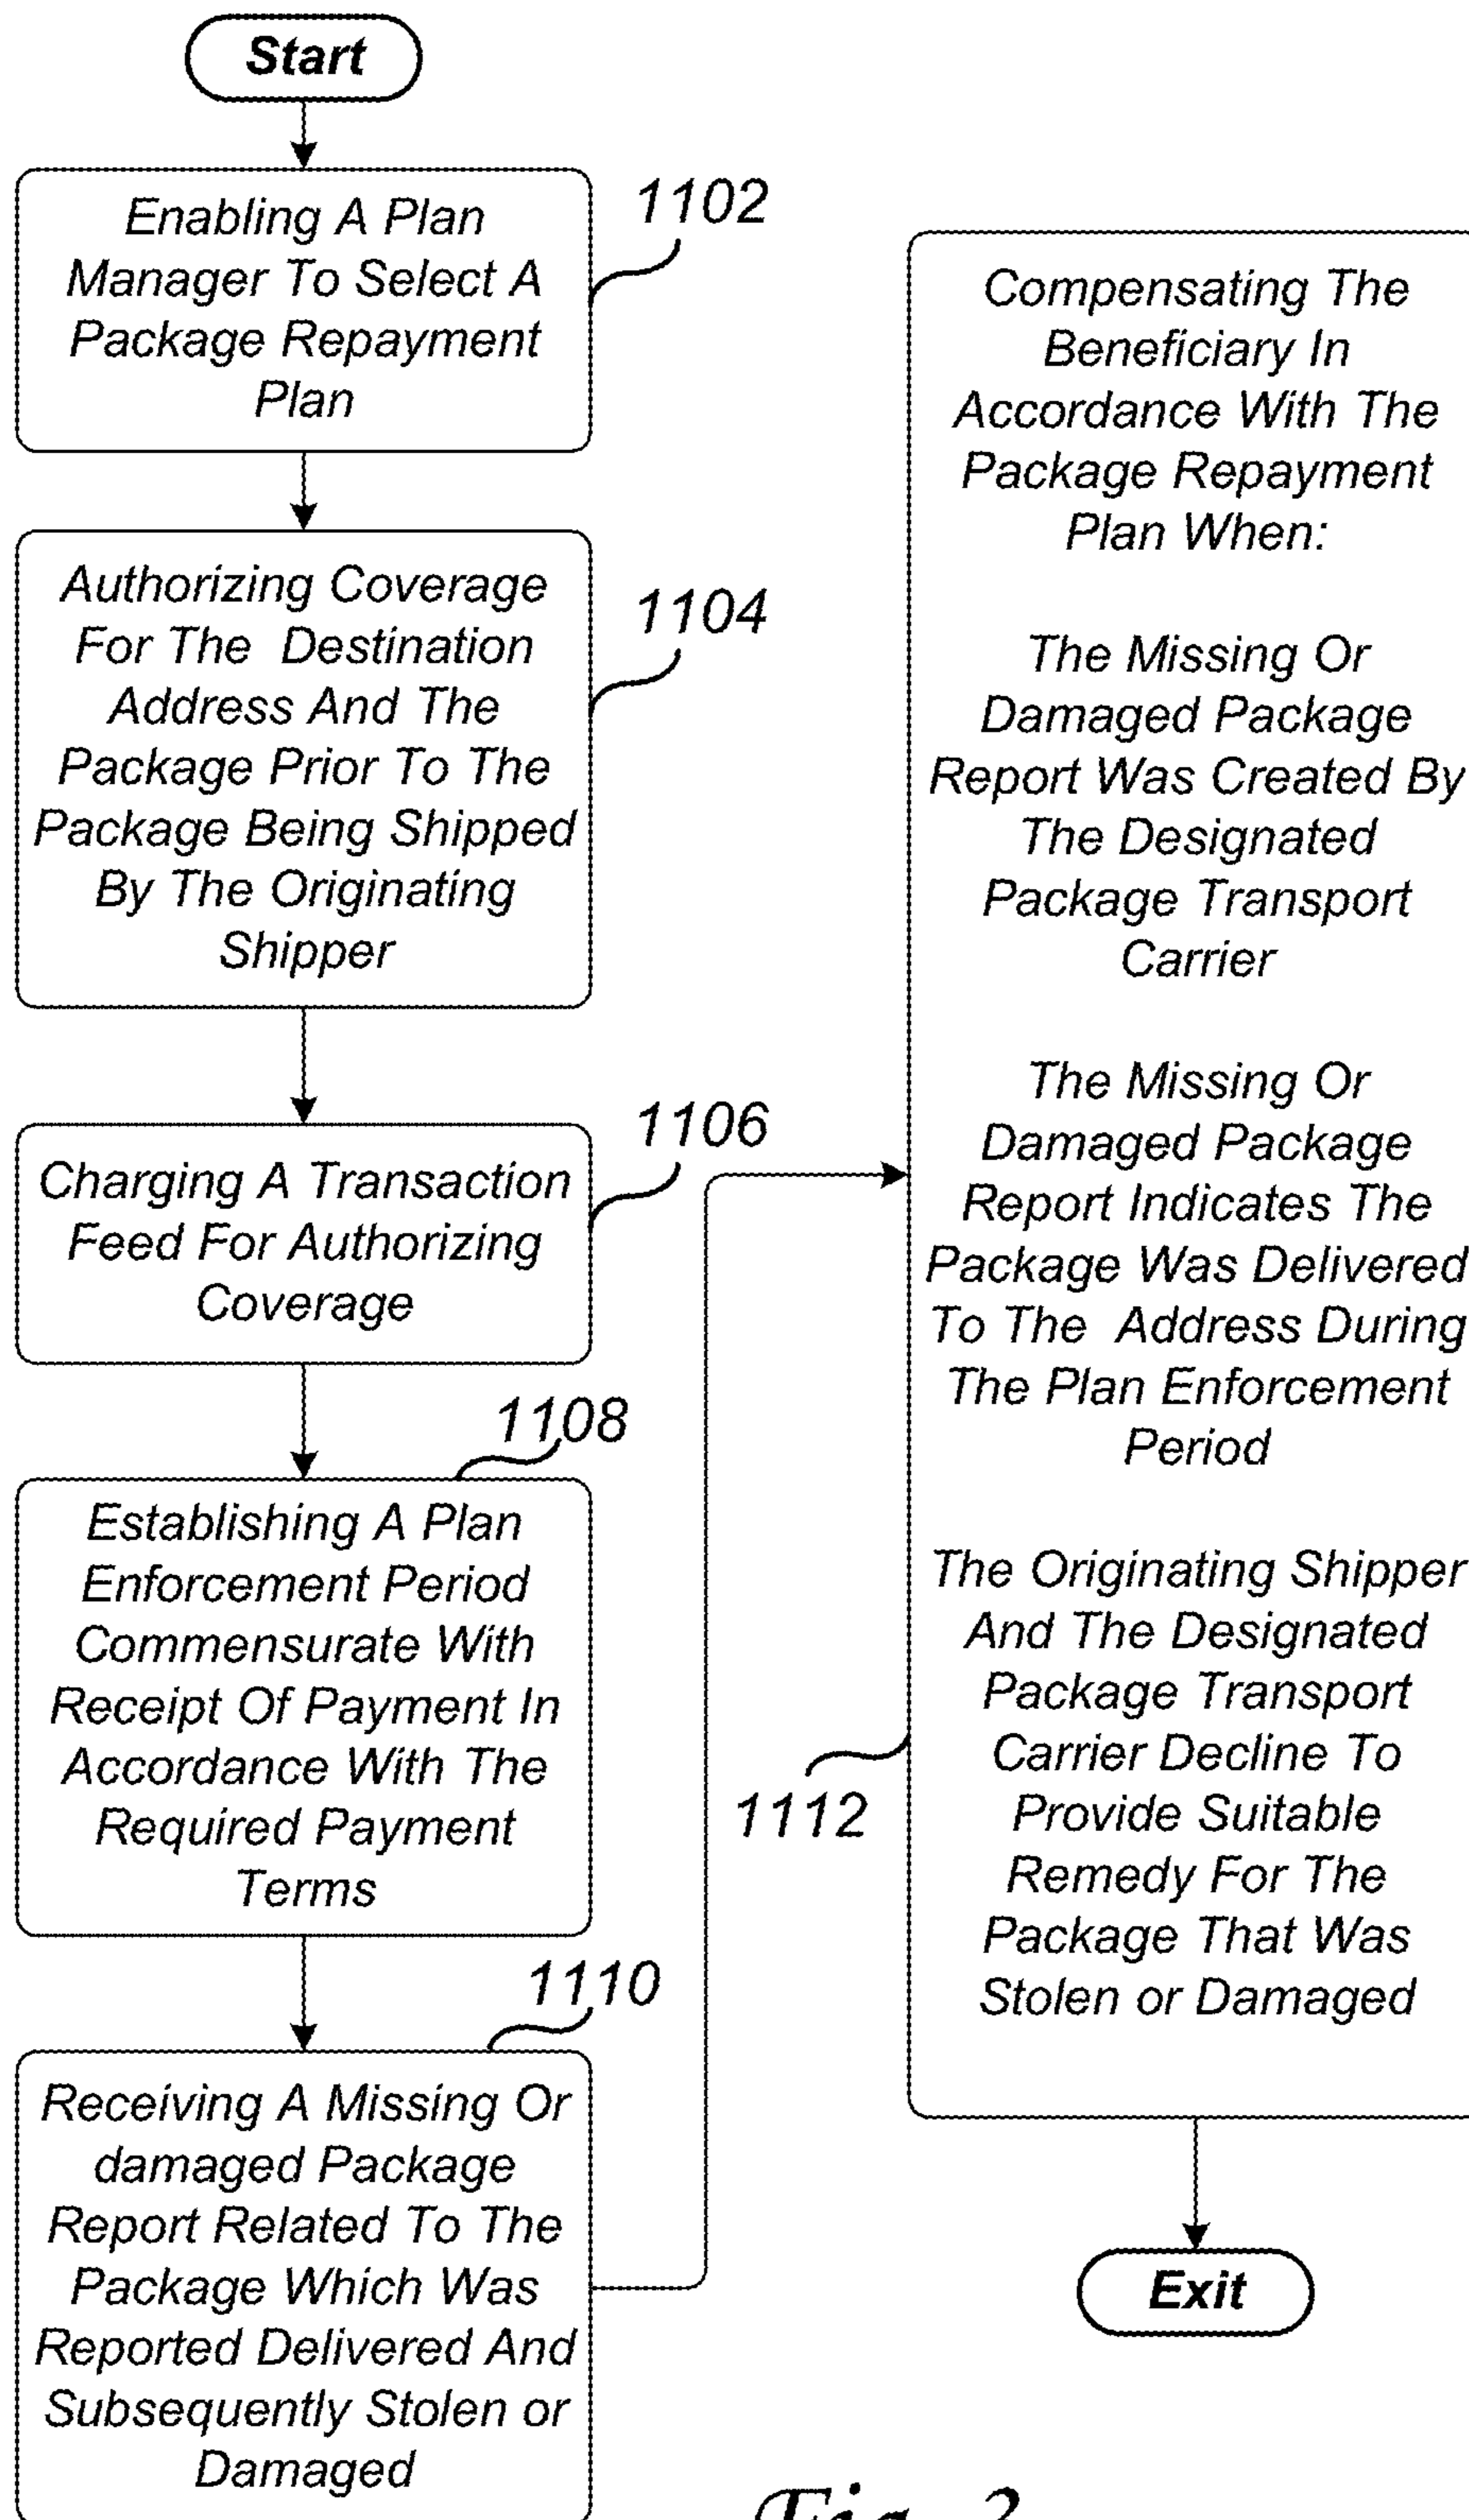 Start
Enabling A Plan
Manager To Select A
Package Repayment
Plan
1102
Authorizing Coverage
For The Destination
Address And The
Package Prior To The
Package Being Shipped
By The Originating
Shipper
1104
Charging A Transaction
Feed For Authorizing
Coverage
1106
1108
Establishing A Plan
Enforcement Period
Commensurate With
Receipt Of Payment In
Accordance With The
Required Payment
Terms
1110
Receiving A Missing Or
damaged Package
Report Related To The
Package Which Was
Reported Delivered And
Subsequently Stolen or
Damaged
Compensating The
Beneficiary In
Accordance With The
Package Repayment
Plan When:
The Missing Or
Damaged Package
Report Was Created By
The Designated
Package Transport
Carrier
The Missing Or
Damaged Package
Report Indicates The
Package Was Delivered
To The Address During
The Plan Enforcement
Period
The Originating Shipper
And The Designated
Package Transport
Carrier Decline To
Provide Suitable
Remedy For The
Package That Was
Stolen or Damaged
1112
Exit